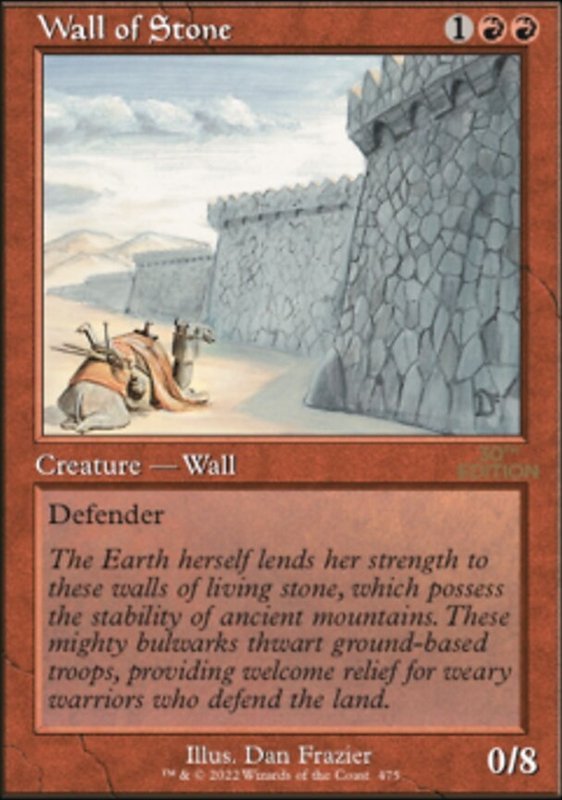 Wall of Stone 1
Creature — Wall
30TH
EDITION
Defender
The Earth herself lends her strength to
these walls of living stone, which possess
the stability of ancient mountains. These
mighty bulwarks thwart ground-based
troops, providing welcome relief for weary
warriors who defend the land.
Illus. Dan Frazier
™ & © 2022 Wizards of the Coast 475
0/8